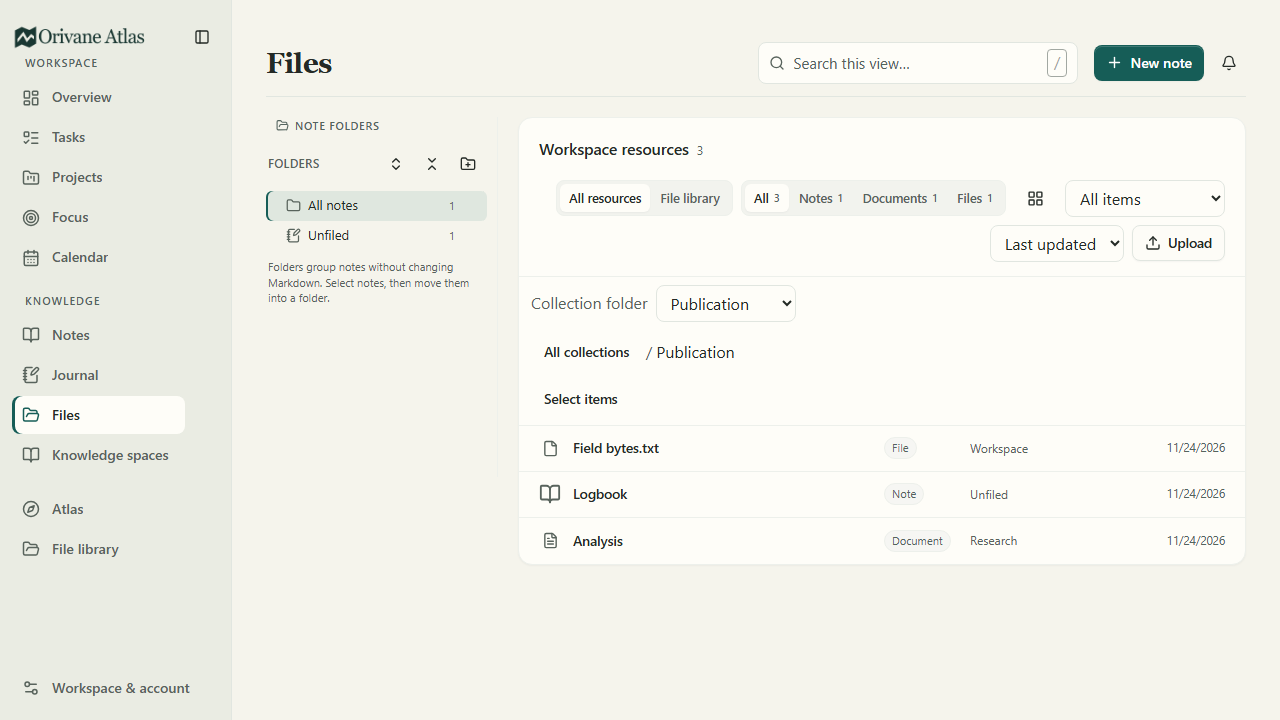 Orivane Atlas
WORKSPACE
Overview
Tasks
Projects
Focus
Calendar
KNOWLEDGE
Notes
Journal
Files
Knowledge spaces
Atlas
File library
Workspace & account
Files
Search this view...
/
New note
NOTE FOLDERS
FOLDERS
All notes 1
Unfiled 1
Folders group notes without changing
Markdown. Select notes, then move them
into a folder.
Workspace resources 3
All resources File library All 3 Notes 1 Documents 1 Files 1 All items
Last updated Upload
Collection folder Publication
All collections / Publication
Select items
Field bytes.txt File Workspace 11/24/2026
Logbook Note Unfiled 11/24/2026
Analysis Document Research 11/24/2026